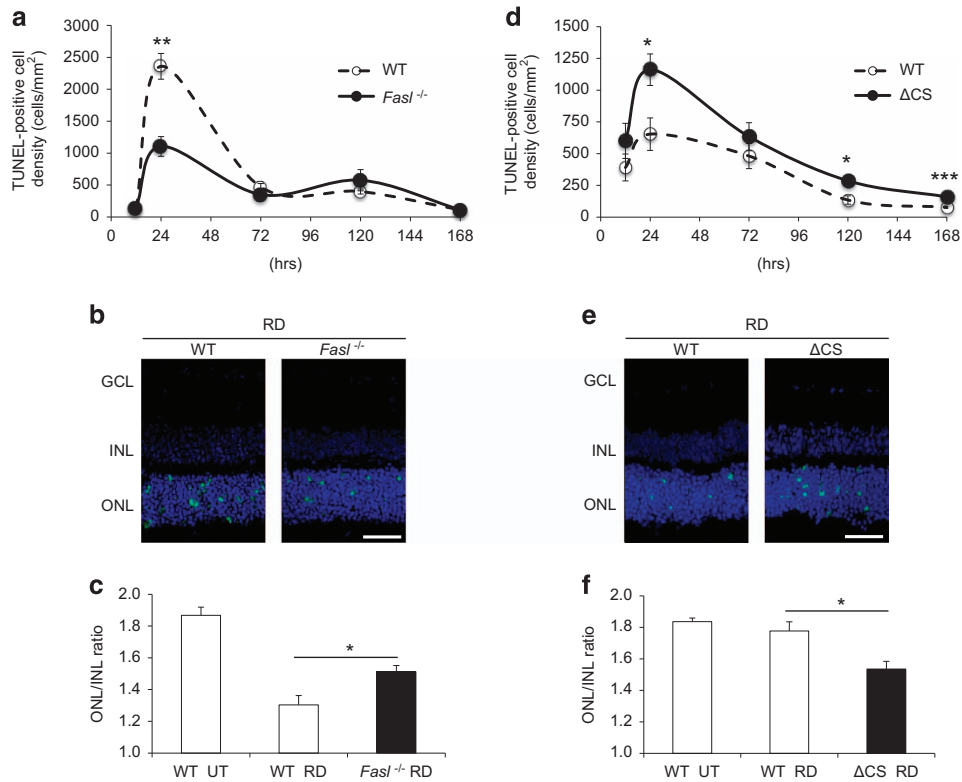 a
TUNEL-positive cell
density (cells/mm²)
3000
2500
2000
1500
1000
500
0
**
WT
Fasl -/-
0 24 48 72 96 120 144 168
(hrs)
d
TUNEL-positive cell
density (cells/mm²)
1500
1250
1000
750
500
250
0
*
*
***
WT
ΔCS
0 24 48 72 96 120 144 168
(hrs)
b
RD
WT Fasl -/-
GCL
INL
ONL
e
RD
WT ΔCS
GCL
INL
ONL
c
ONL/INL ratio
2.0
1.8
1.6
1.4
1.2
1.0
*
WT UT WT RD Fasl -/- RD
f
ONL/INL ratio
2.0
1.8
1.6
1.4
1.2
1.0
*
WT UT WT RD ΔCS RD